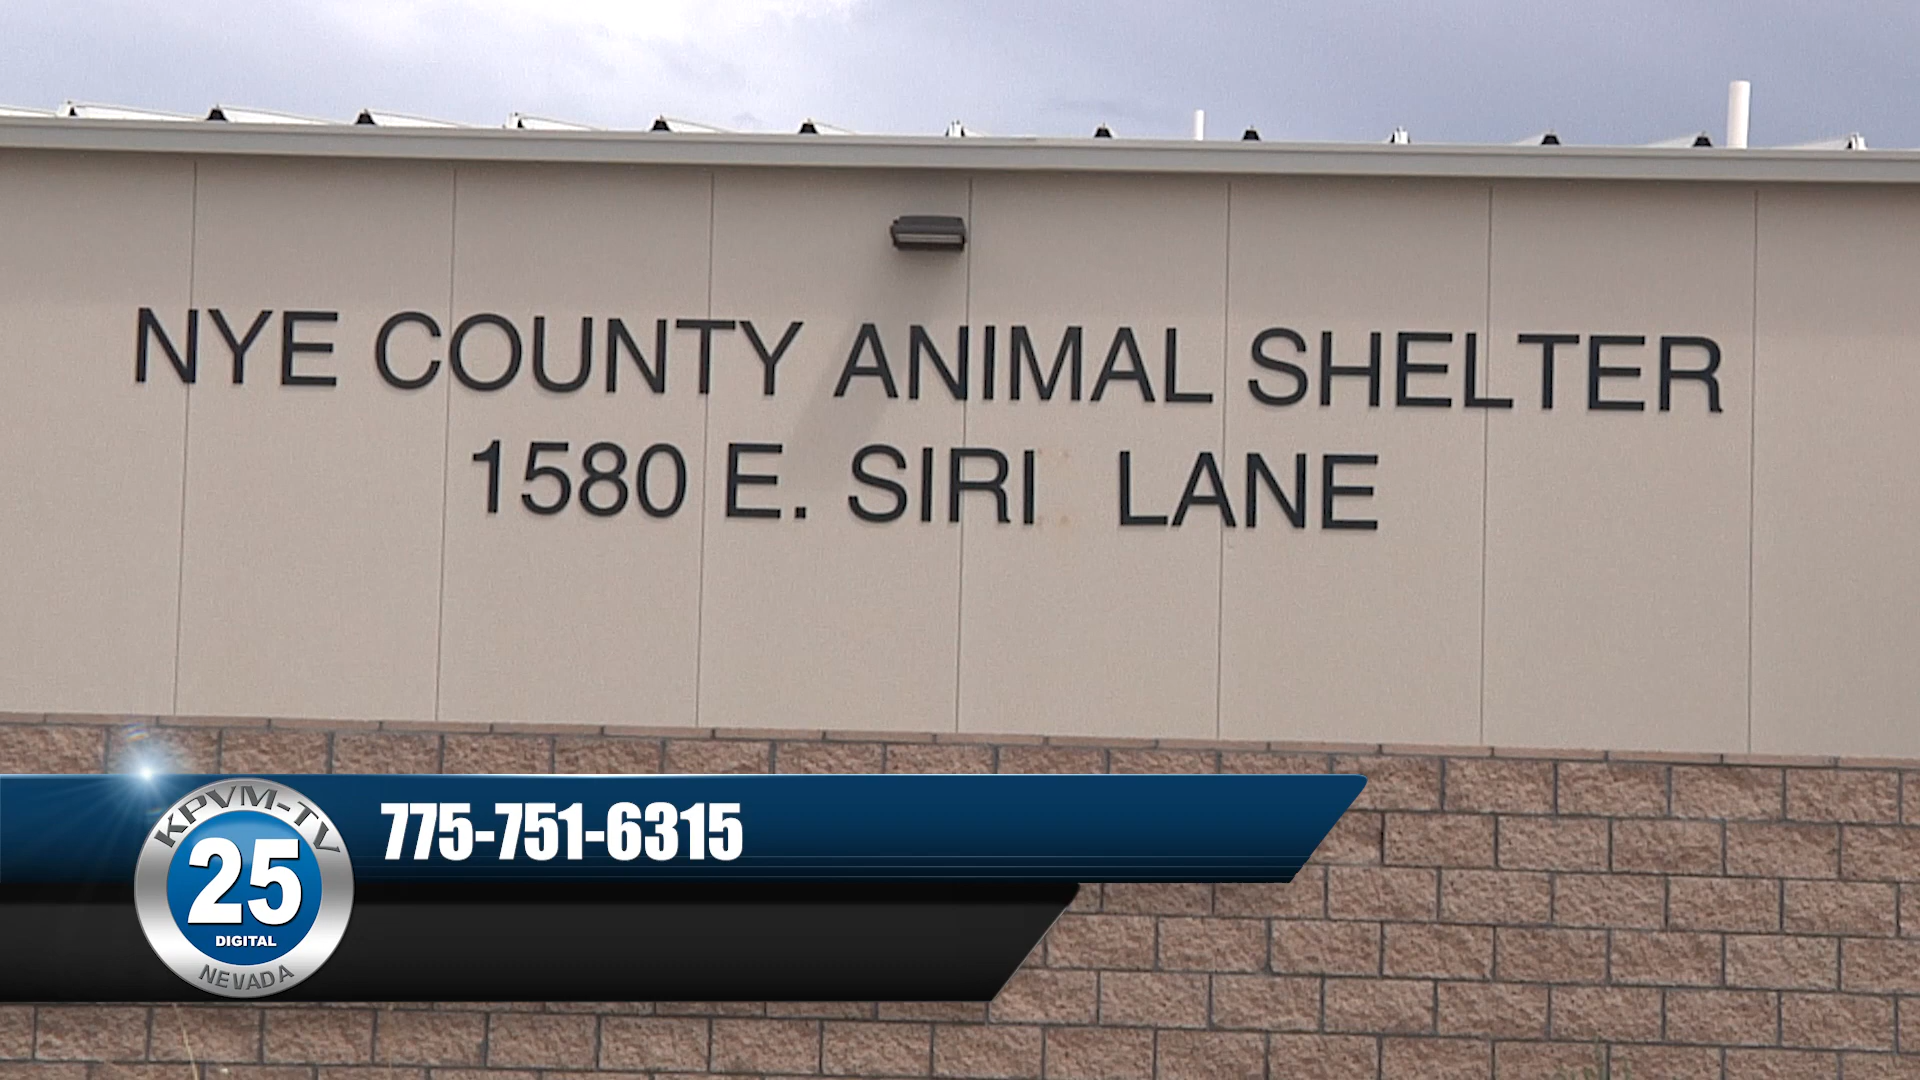 NYE COUNTY ANIMAL SHELTER
1580 E. SIRI LANE
775-751-6315
KPVM-TV
25
DIGITAL
NEVADA